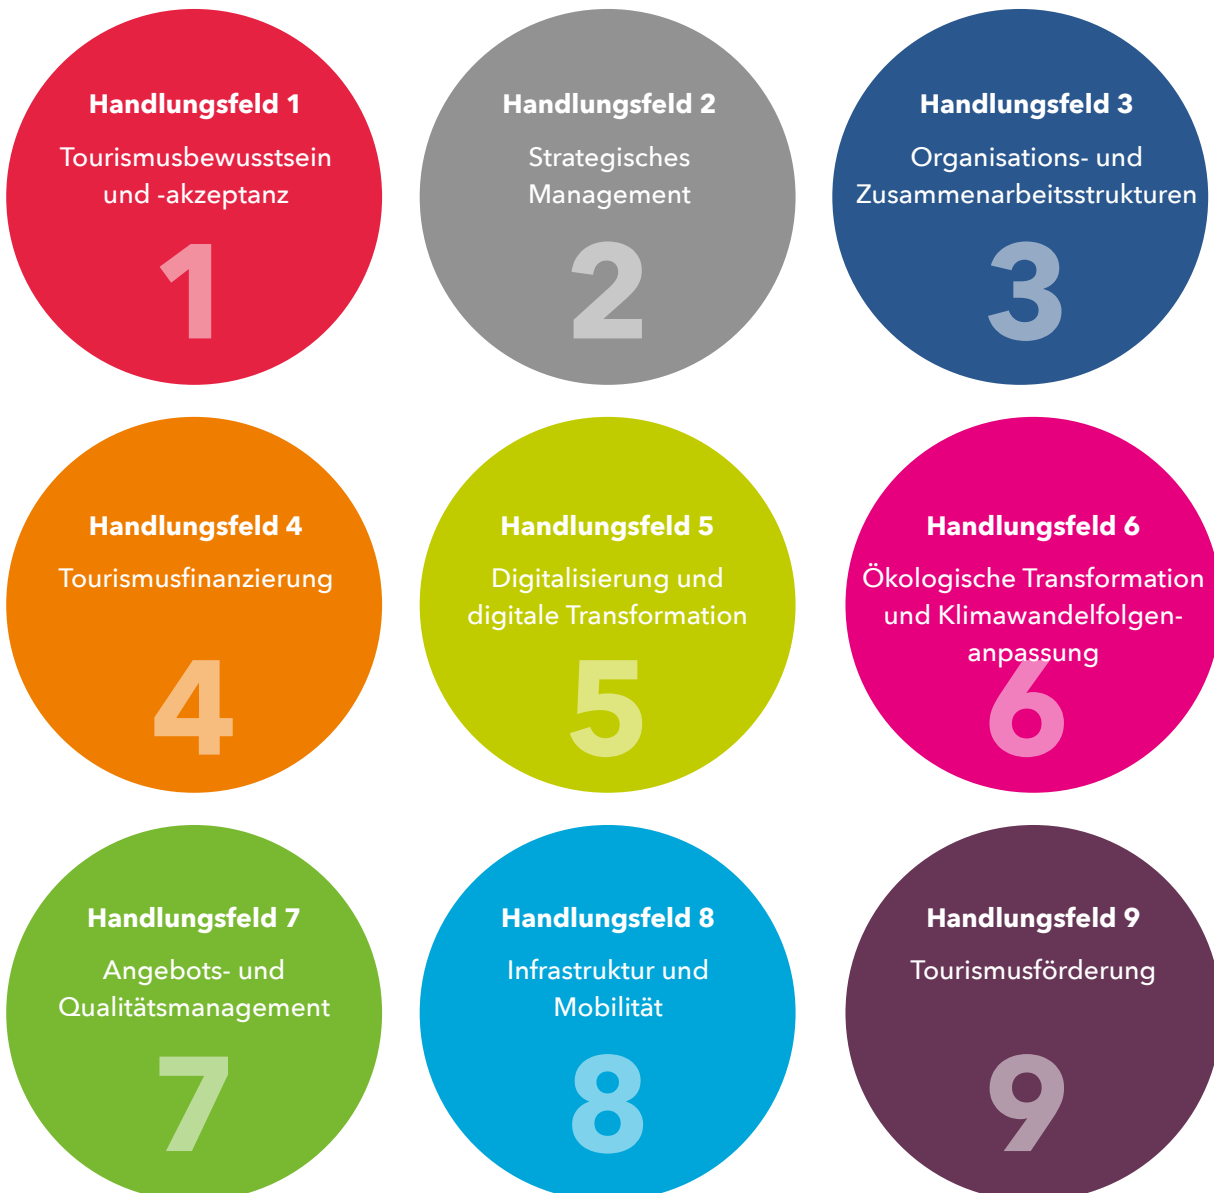 Handlungsfeld 1
Tourismusbewusstsein
und -akzeptanz
1
Handlungsfeld 2
Strategisches
Management
2
Handlungsfeld 3
Organisations- und
Zusammenarbeitsstrukturen
3
Handlungsfeld 4
Tourismusfinanzierung
4
Handlungsfeld 5
Digitalisierung und
digitale Transformation
5
Handlungsfeld 6
Ökologische Transformation
und Klimawandelfolgen-
anpassung
6
Handlungsfeld 7
Angebots- und
Qualitätsmanagement
7
Handlungsfeld 8
Infrastruktur und
Mobilität
8
Handlungsfeld 9
Tourismusförderung
9